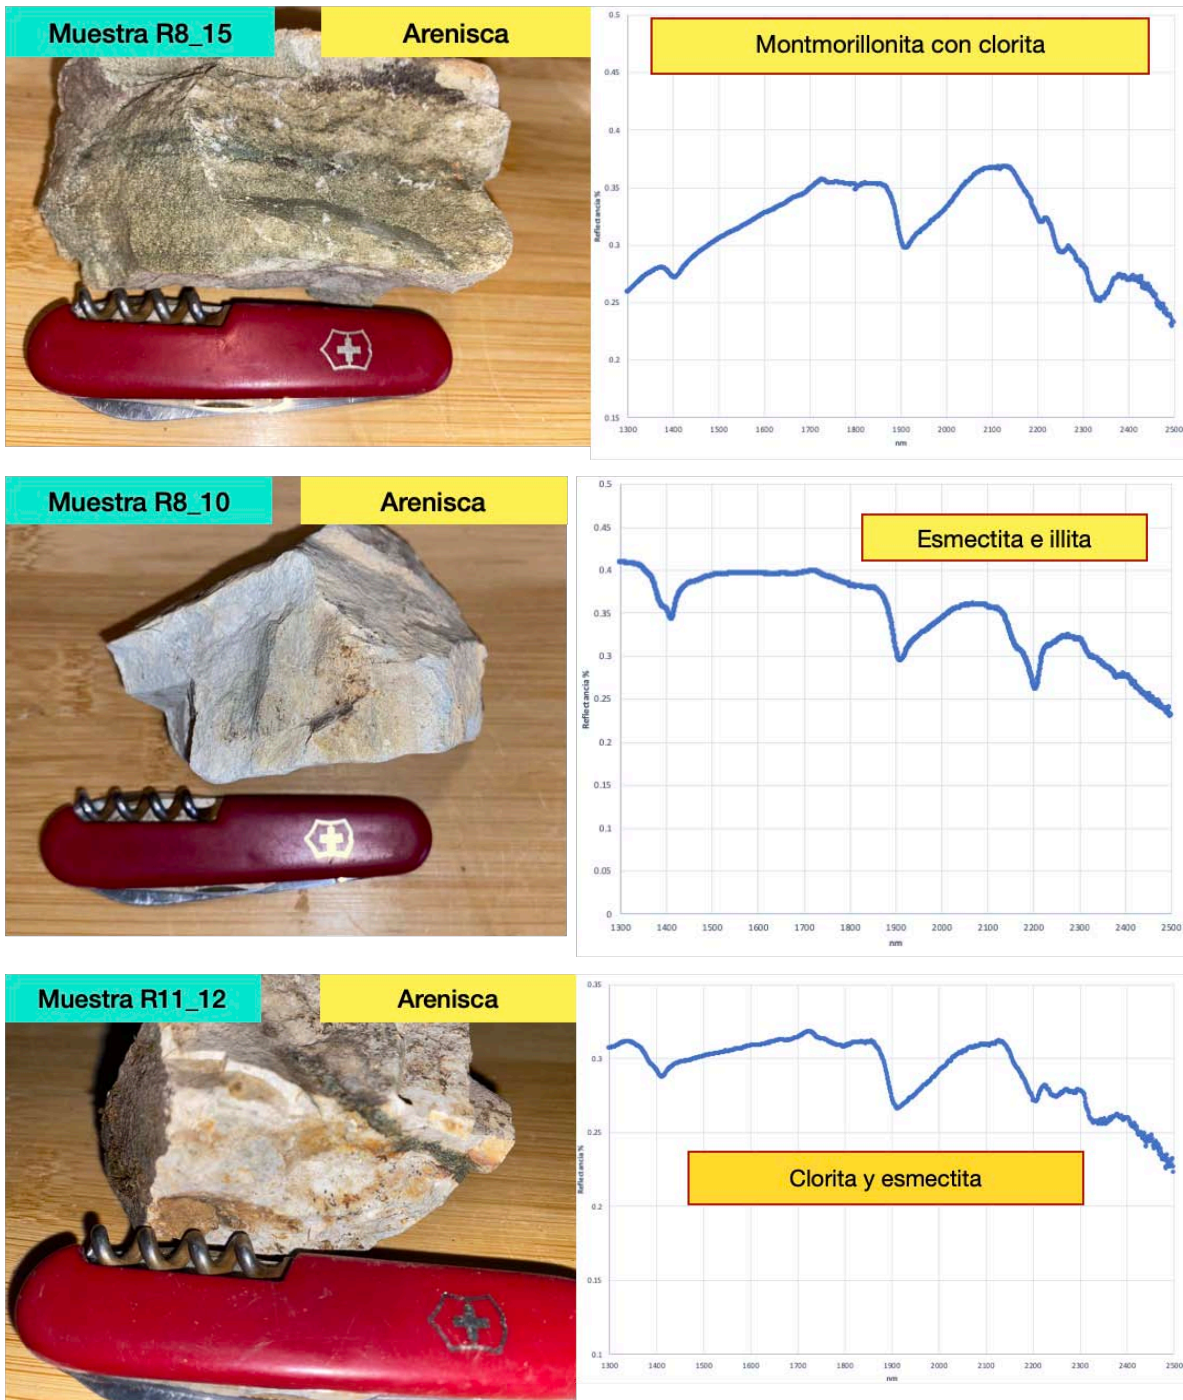 Muestra R8_15
Arenisca
Montmorillonita con clorita
0.5
0.45
0.4
0.35
0.3
0.25
0.2
0.15
Reflectancia %
1300 1400 1500 1600 1700 1800 1900 2000 2100 2200 2300 2400 2500
nm
Muestra R8_10
Arenisca
Esmectita e illita
0.5
0.45
0.4
0.35
0.3
0.25
0.2
0.15
0.1
0.05
0
Reflectancia %
1300 1400 1500 1600 1700 1800 1900 2000 2100 2200 2300 2400 2500
nm
Muestra R11_12
Arenisca
Clorita y esmectita
0.35
0.3
0.25
0.2
0.15
0.1
Reflectancia %
1300 1400 1500 1600 1700 1800 1900 2000 2100 2200 2300 2400 2500
nm